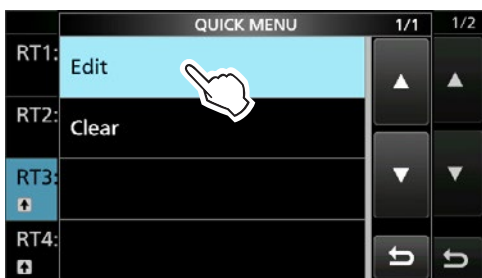 QUICK MENU 1/1 1/2
RT1:
Edit
RT2:
Clear
RT3:
RT4: